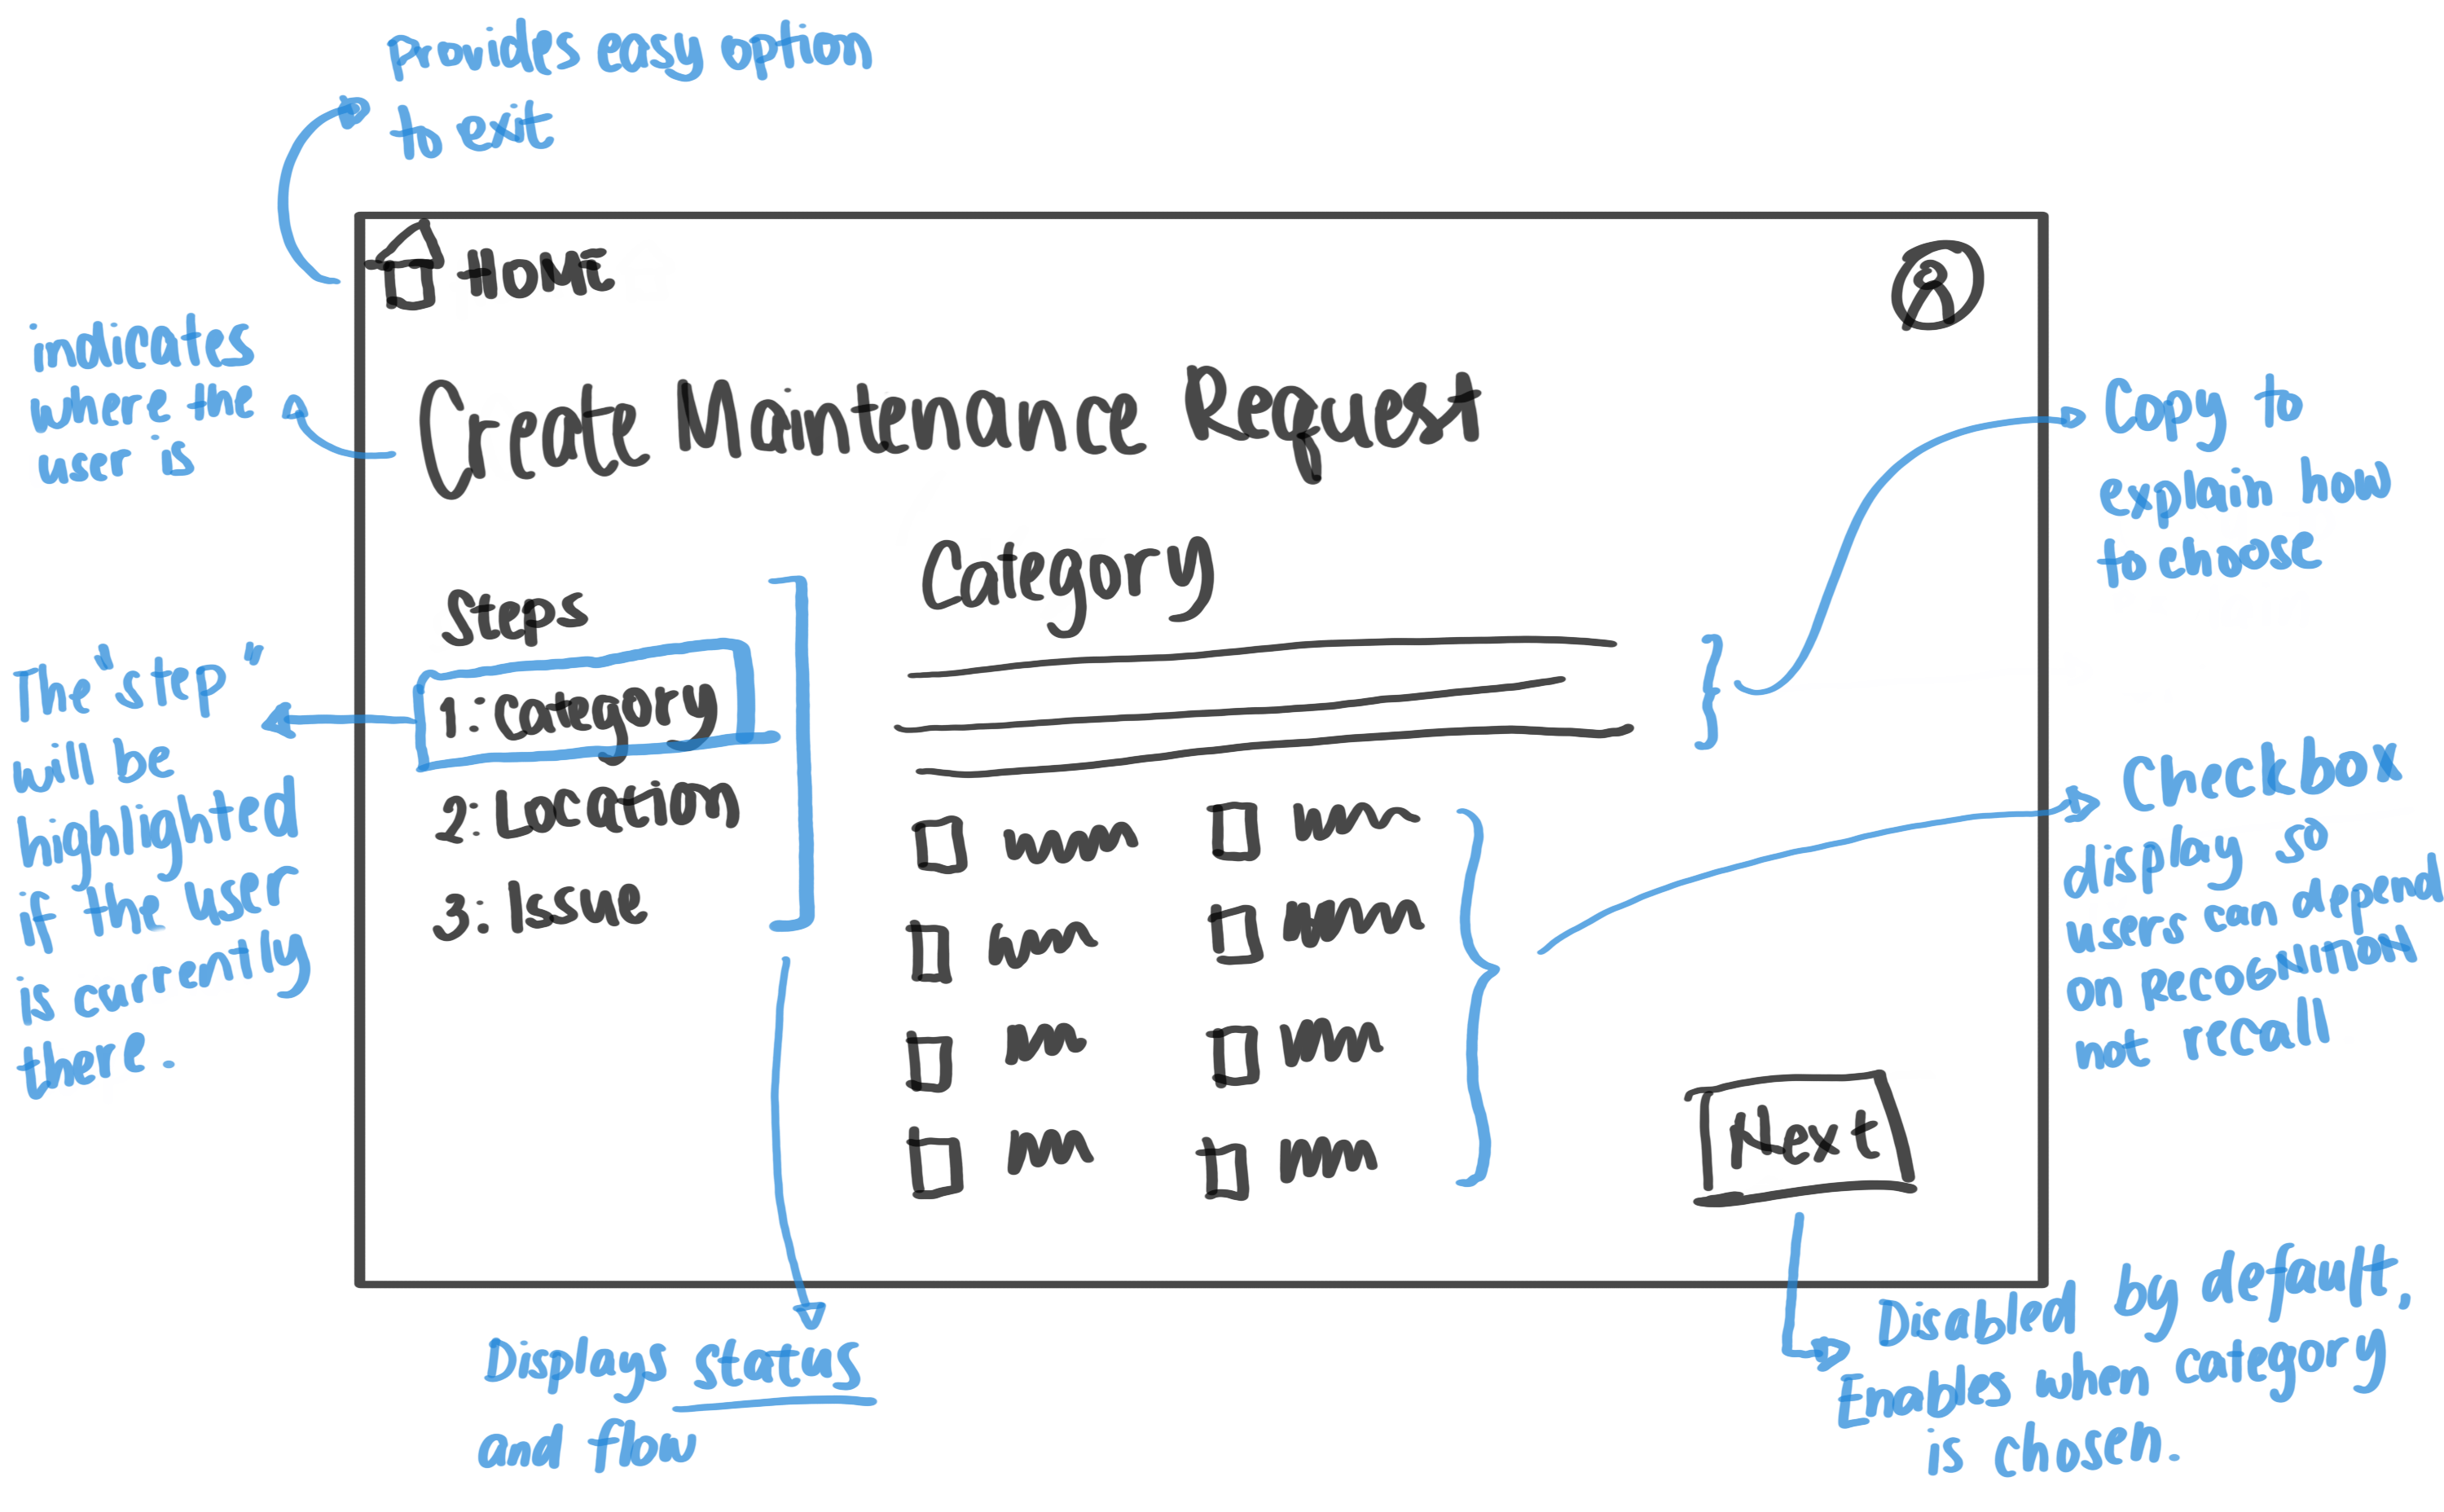 provides easy option
to exit
HOME
indicates
where the
user is
Create Maintenance Request
Copy to
explain how
to choose
Category
Steps
1: Category
2: Location
3: Issue
The "step"
will be
highlighted
if the user
is currently
there.
Checkbox
display so
users can depend
on RECOGNITION
not recall
Next
Displays status
and flow
Disabled by default,
Enables when category
is chosen.